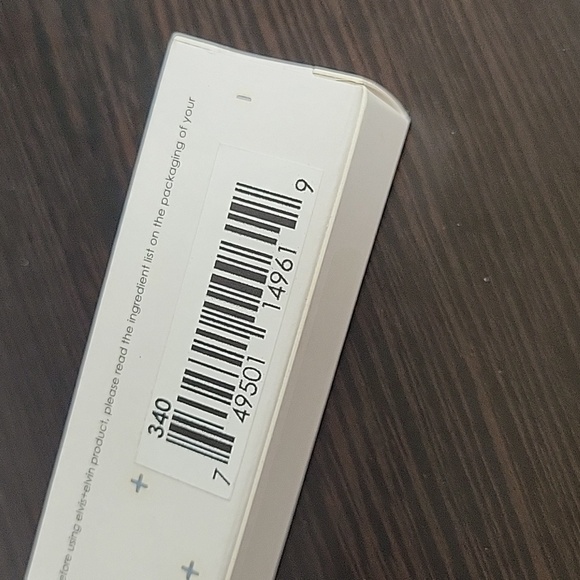 efore using elvis+elvin product, please read the ingredient list on the packaging of your
340
7 49501 14961 9
+
+